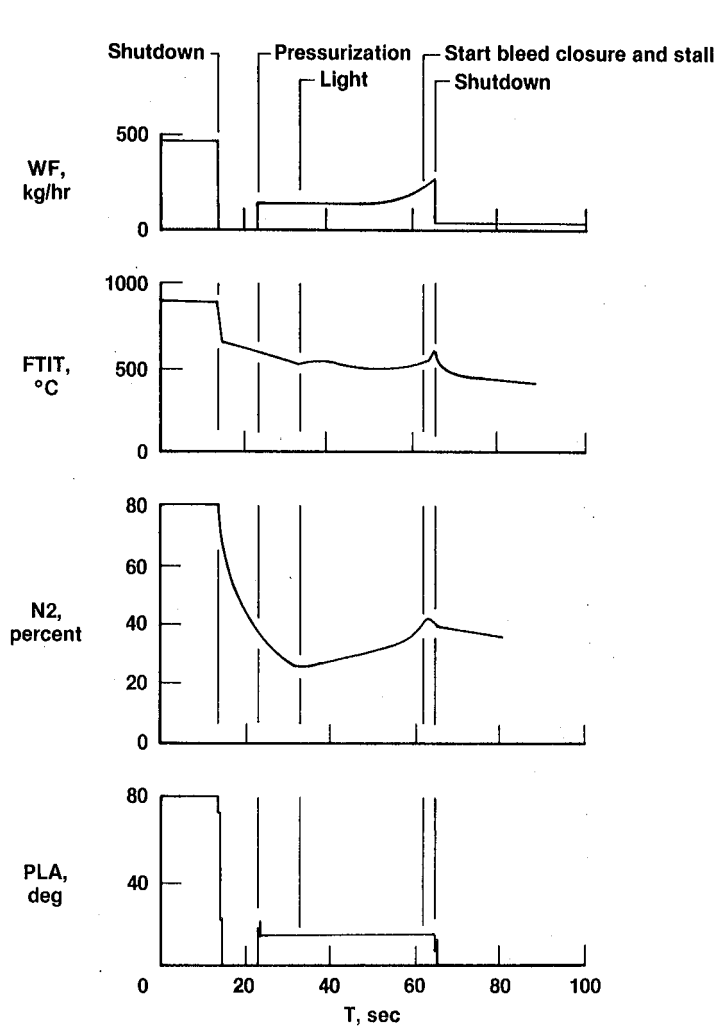 Shutdown
Pressurization
Start bleed closure and stall
Light
Shutdown
500
WF,
kg/hr
0
1000
FTIT,
°C
500
0
80
60
N2,
percent
40
20
0
80
PLA,
deg
40
0 20 40 60 80 100
T, sec